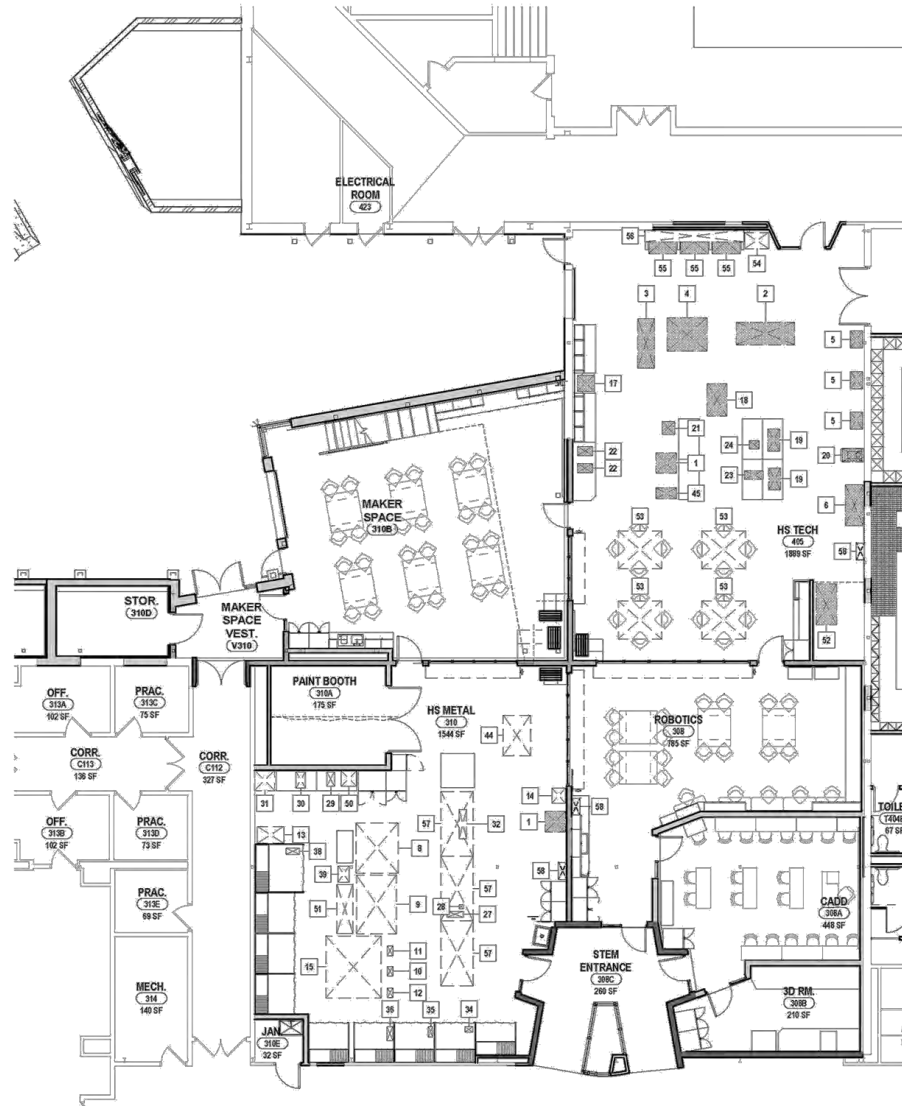 ELECTRICAL
ROOM
423
56
55
55
55
54
3
4
2
5
17
5
18
5
21
24
19
22
1
20
22
23
19
45
6
MAKER
SPACE
310B
53
53
HS TECH
405
1889 SF
59
53
53
52
STOR.
310D
MAKER
SPACE
VEST.
V310
PAINT BOOTH
310A
175 SF
OFF.
313A
102 SF
PRAC.
313C
75 SF
HS METAL
310
1544 SF
44
ROBOTICS
308
785 SF
CORR.
C113
136 SF
CORR.
C112
327 SF
31
30
29
50
14
58
TOILE
T404B
67 SF
OFF.
313B
102 SF
PRAC.
313D
73 SF
13
57
32
1
8
38
39
58
57
PRAC.
313E
69 SF
51
9
28
27
CADD
308A
448 SF
15
11
10
12
57
STEM
ENTRANCE
308C
260 SF
MECH.
314
140 SF
3D RM.
308B
210 SF
36
35
34
JAN
310E
32 SF